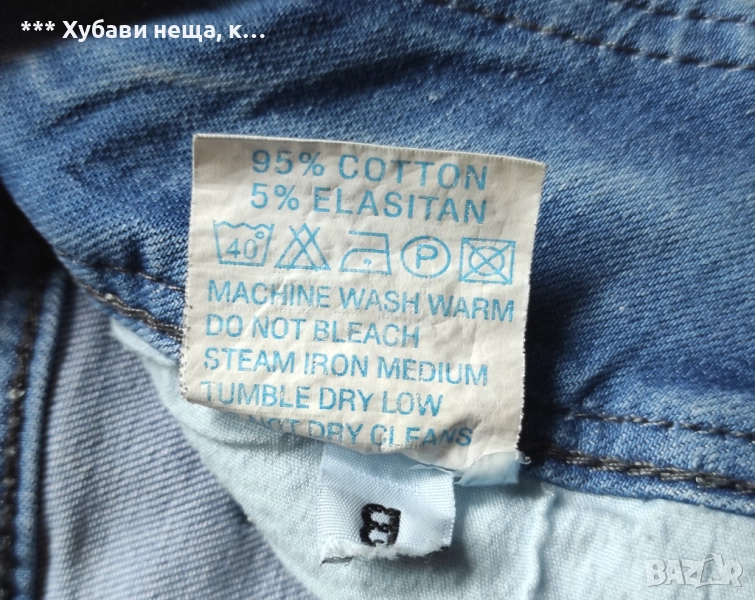 *** Хубави неща, к...
95% COTTON
5% ELASITAN
40°
P
MACHINE WASH WARM
DO NOT BLEACH
STEAM IRON MEDIUM
TUMBLE DRY LOW
NOT DRY CLEANS
8
BAZAR